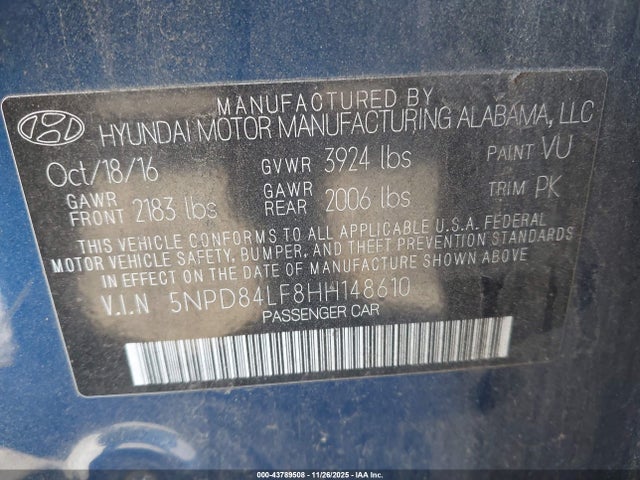 MANUFACTURED BY
HYUNDAI MOTOR MANUFACTURING ALABAMA, LLC
Oct/18/16 GVWR 3924 lbs PAINT VU
GAWR FRONT 2183 lbs GAWR REAR 2006 lbs TRIM PK
THIS VEHICLE CONFORMS TO ALL APPLICABLE U.S.A. FEDERAL
MOTOR VEHICLE SAFETY, BUMPER, AND THEFT PREVENTION STANDARDS
IN EFFECT ON THE DATE OF MANUFACTURE SHOWN ABOVE.
V.I.N 5NPD84LF8HH148610
PASSENGER CAR
000-43789508 - 11/26/2025 - IAA Inc.